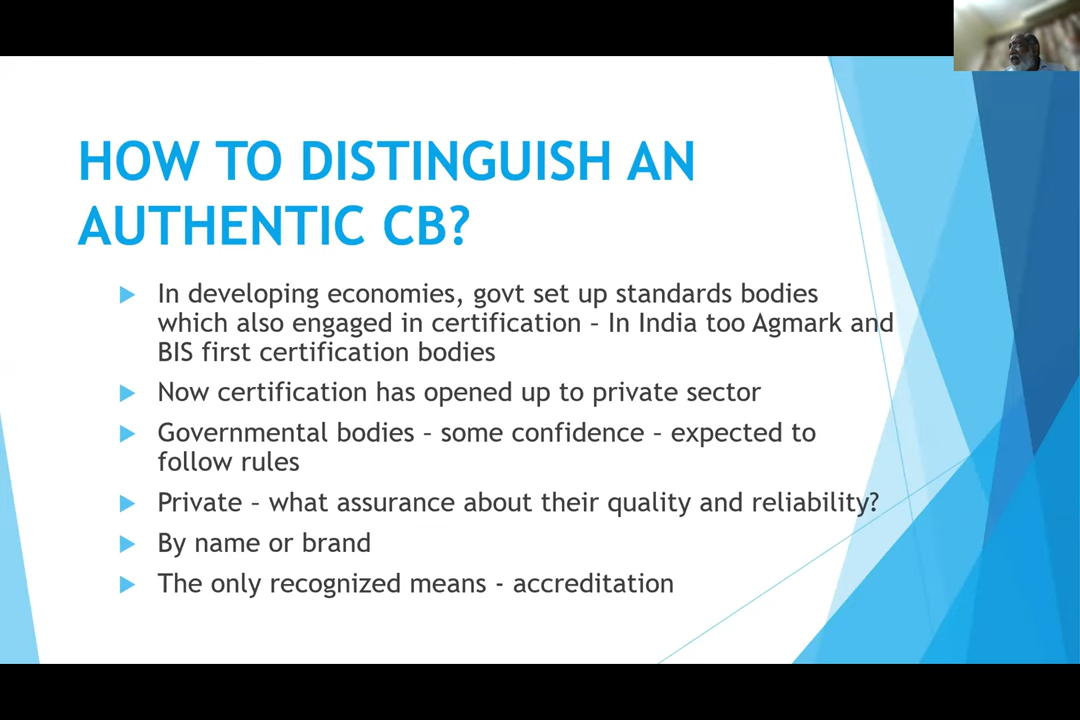 HOW TO DISTINGUISH AN
AUTHENTIC CB?
In developing economies, govt set up standards bodies
which also engaged in certification – In India too Agmark and
BIS first certification bodies
Now certification has opened up to private sector
Governmental bodies – some confidence – expected to
follow rules
Private – what assurance about their quality and reliability?
By name or brand
The only recognized means - accreditation